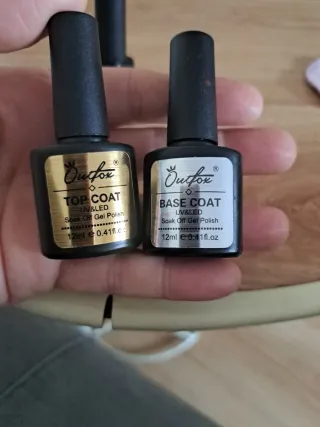 Outfox®
TOP COAT
UV&LED
Soak Off Gel Polish
12ml e 0.41fl.oz
Outfox®
BASE COAT
UV&LED
Soak Off Gel Polish
12ml e 0.41fl.oz